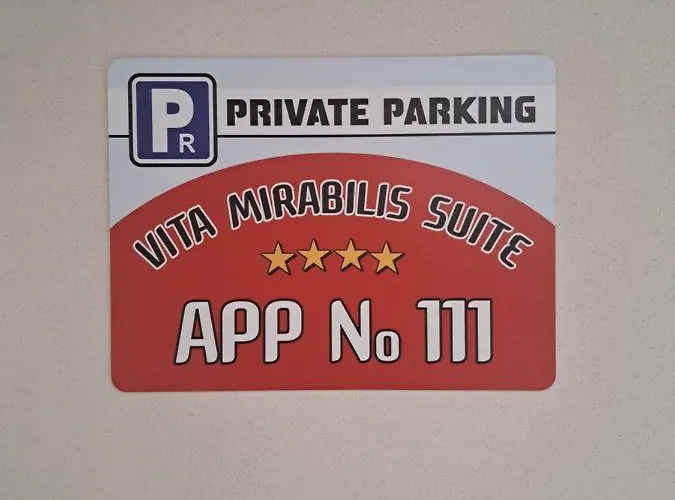 PR PRIVATE PARKING
VITA MIRABILIS SUITE
APP No 111